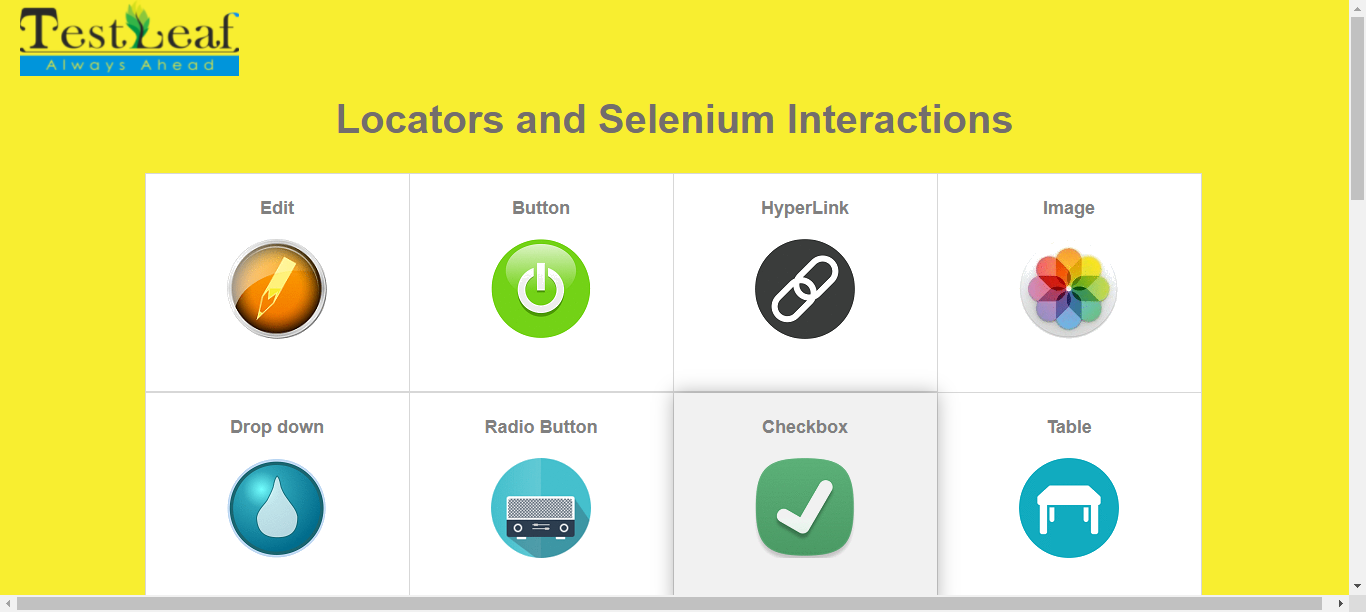 TestLeaf
Always Ahead
Locators and Selenium Interactions
Edit
Button
HyperLink
Image
Drop down
Radio Button
Checkbox
Table